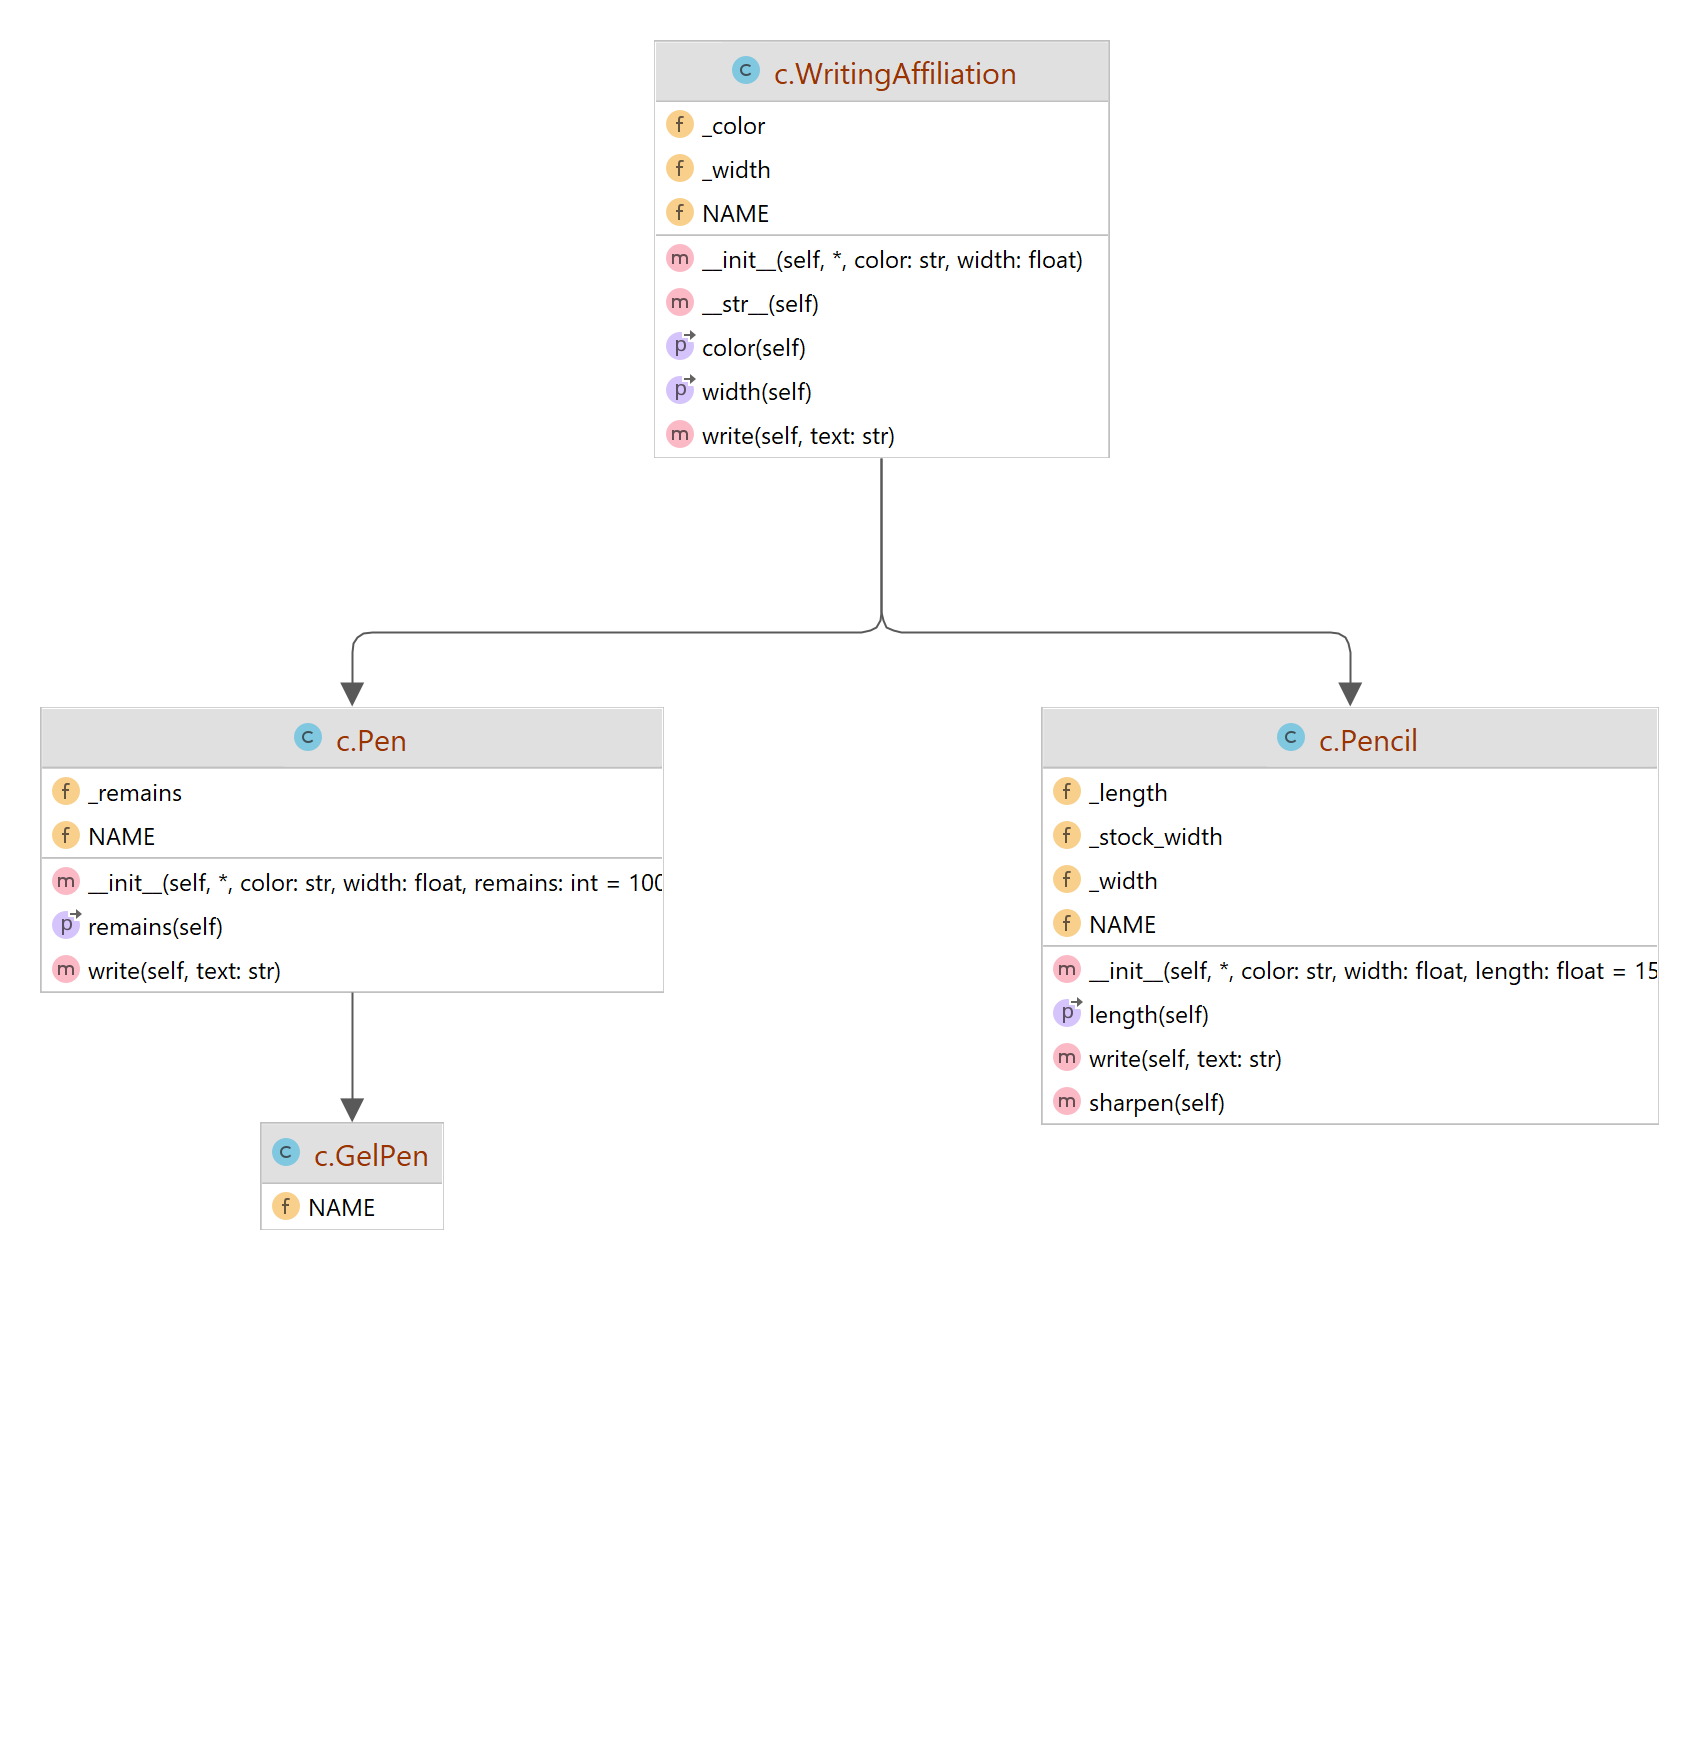 c.WritingAffiliation
_color
_width
NAME
__init__(self, *, color: str, width: float)
__str__(self)
color(self)
width(self)
write(self, text: str)
c.Pen
_remains
NAME
__init__(self, *, color: str, width: float, remains: int = 100
remains(self)
write(self, text: str)
c.Pencil
_length
_stock_width
_width
NAME
__init__(self, *, color: str, width: float, length: float = 15
length(self)
write(self, text: str)
sharpen(self)
c.GelPen
NAME